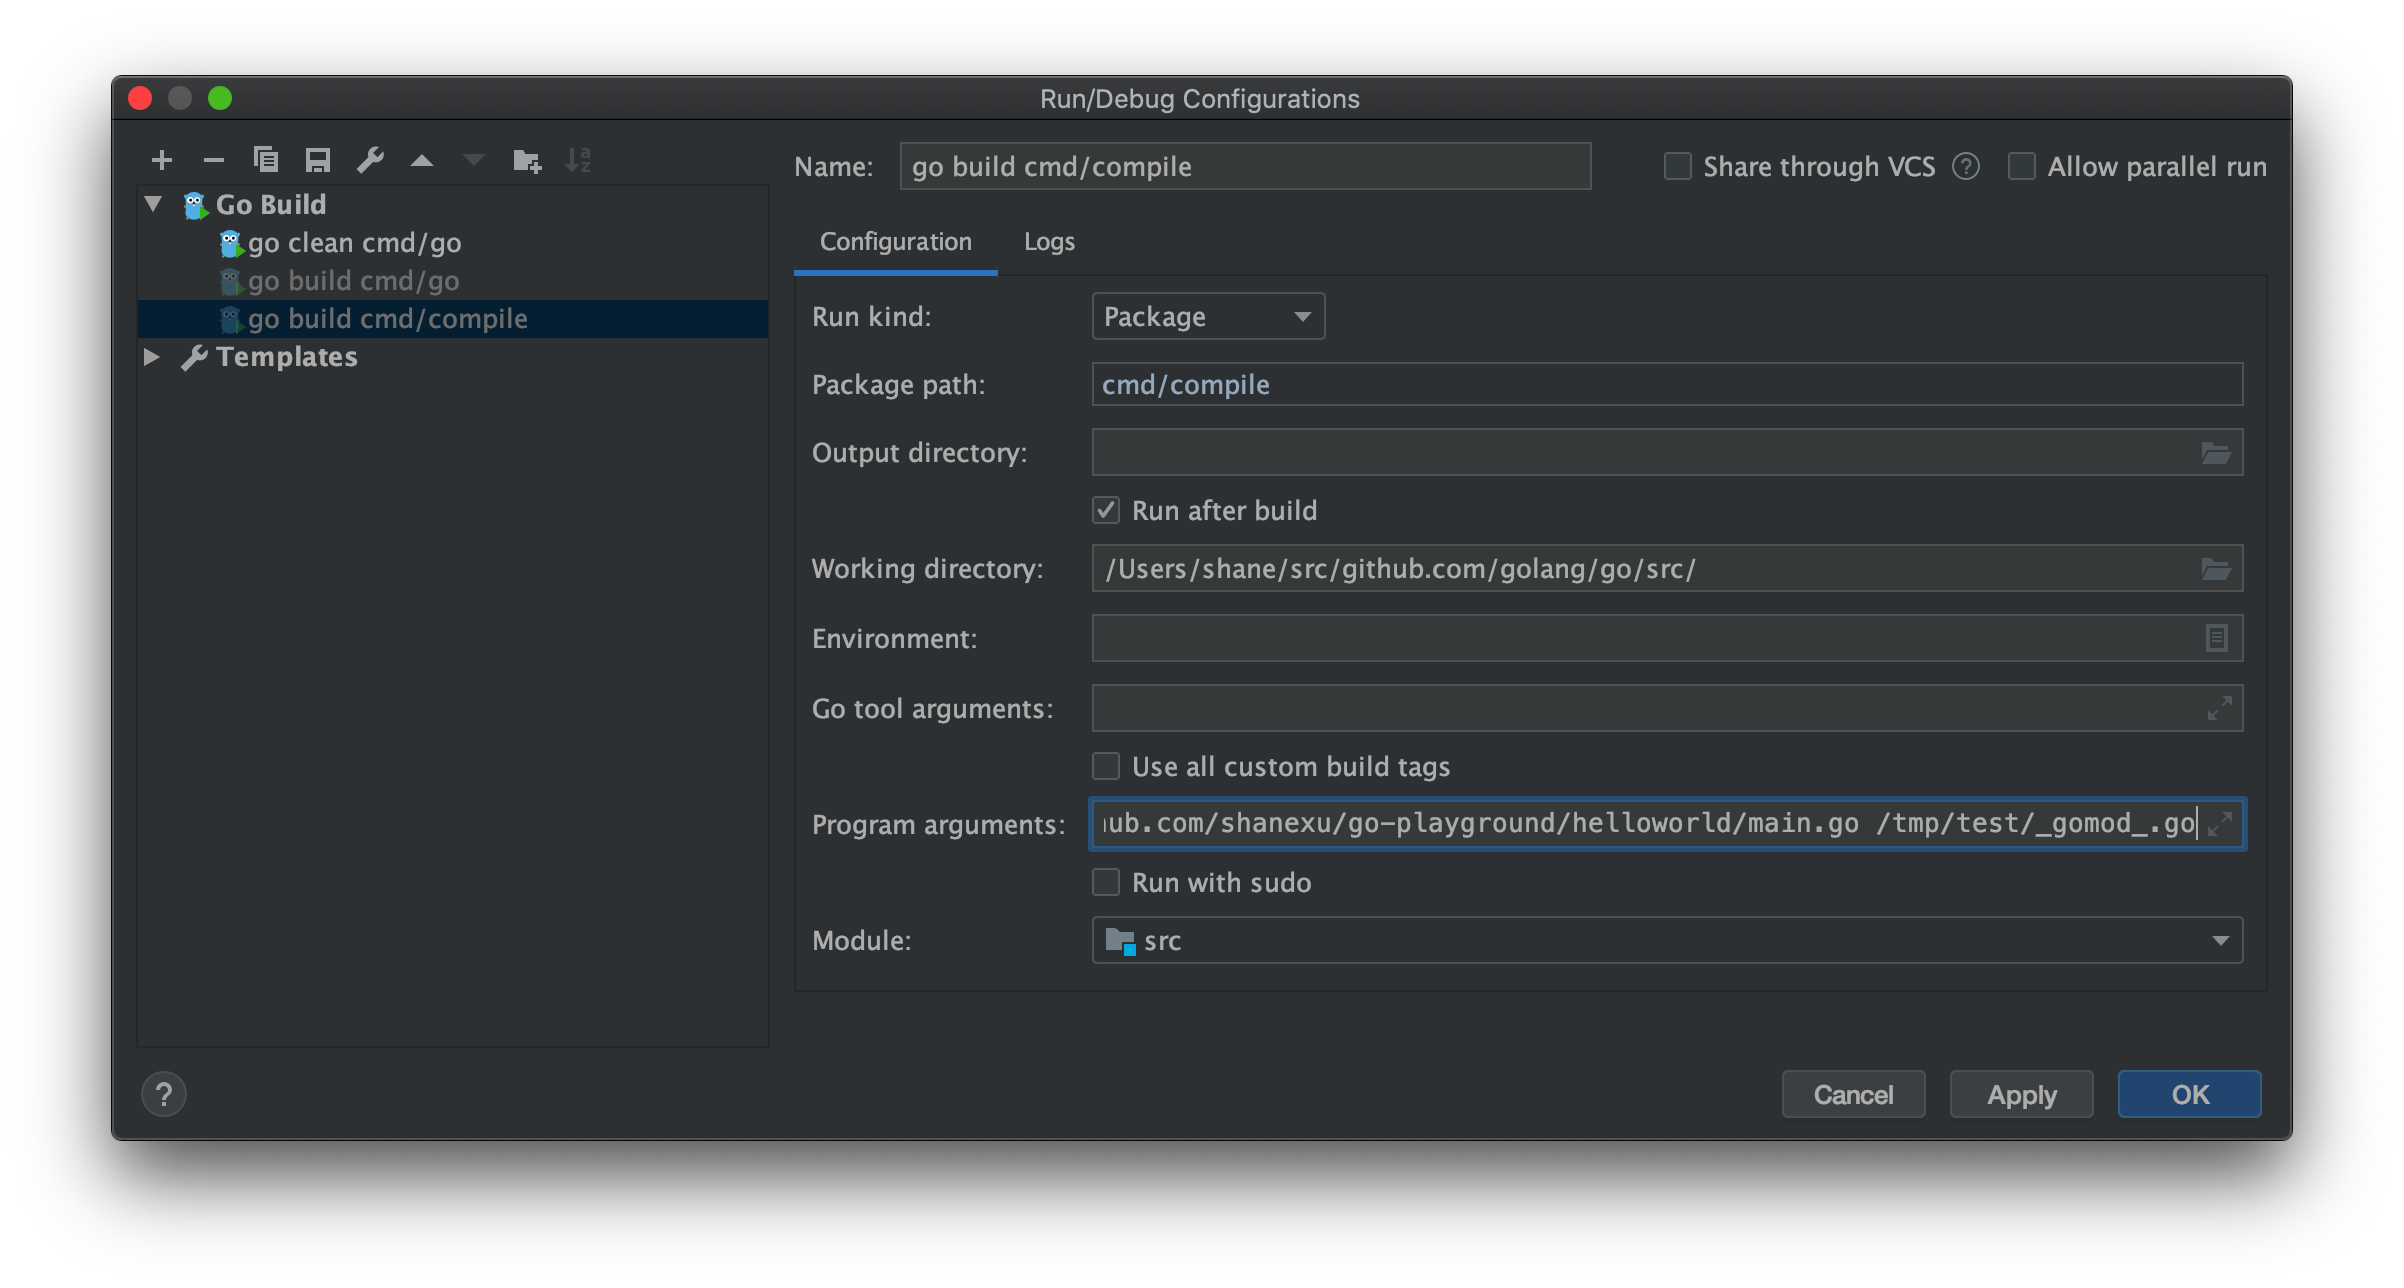 Run/Debug Configurations
Go Build
go clean cmd/go
go build cmd/go
go build cmd/compile
Templates
Name: go build cmd/compile
Share through VCS ?
Allow parallel run
Configuration Logs
Run kind: Package
Package path: cmd/compile
Output directory:
Run after build
Working directory: /Users/shane/src/github.com/golang/go/src/
Environment:
Go tool arguments:
Use all custom build tags
Program arguments: ub.com/shanexu/go-playground/helloworld/main.go /tmp/test/_gomod_.go
Run with sudo
Module: src
? Cancel Apply OK